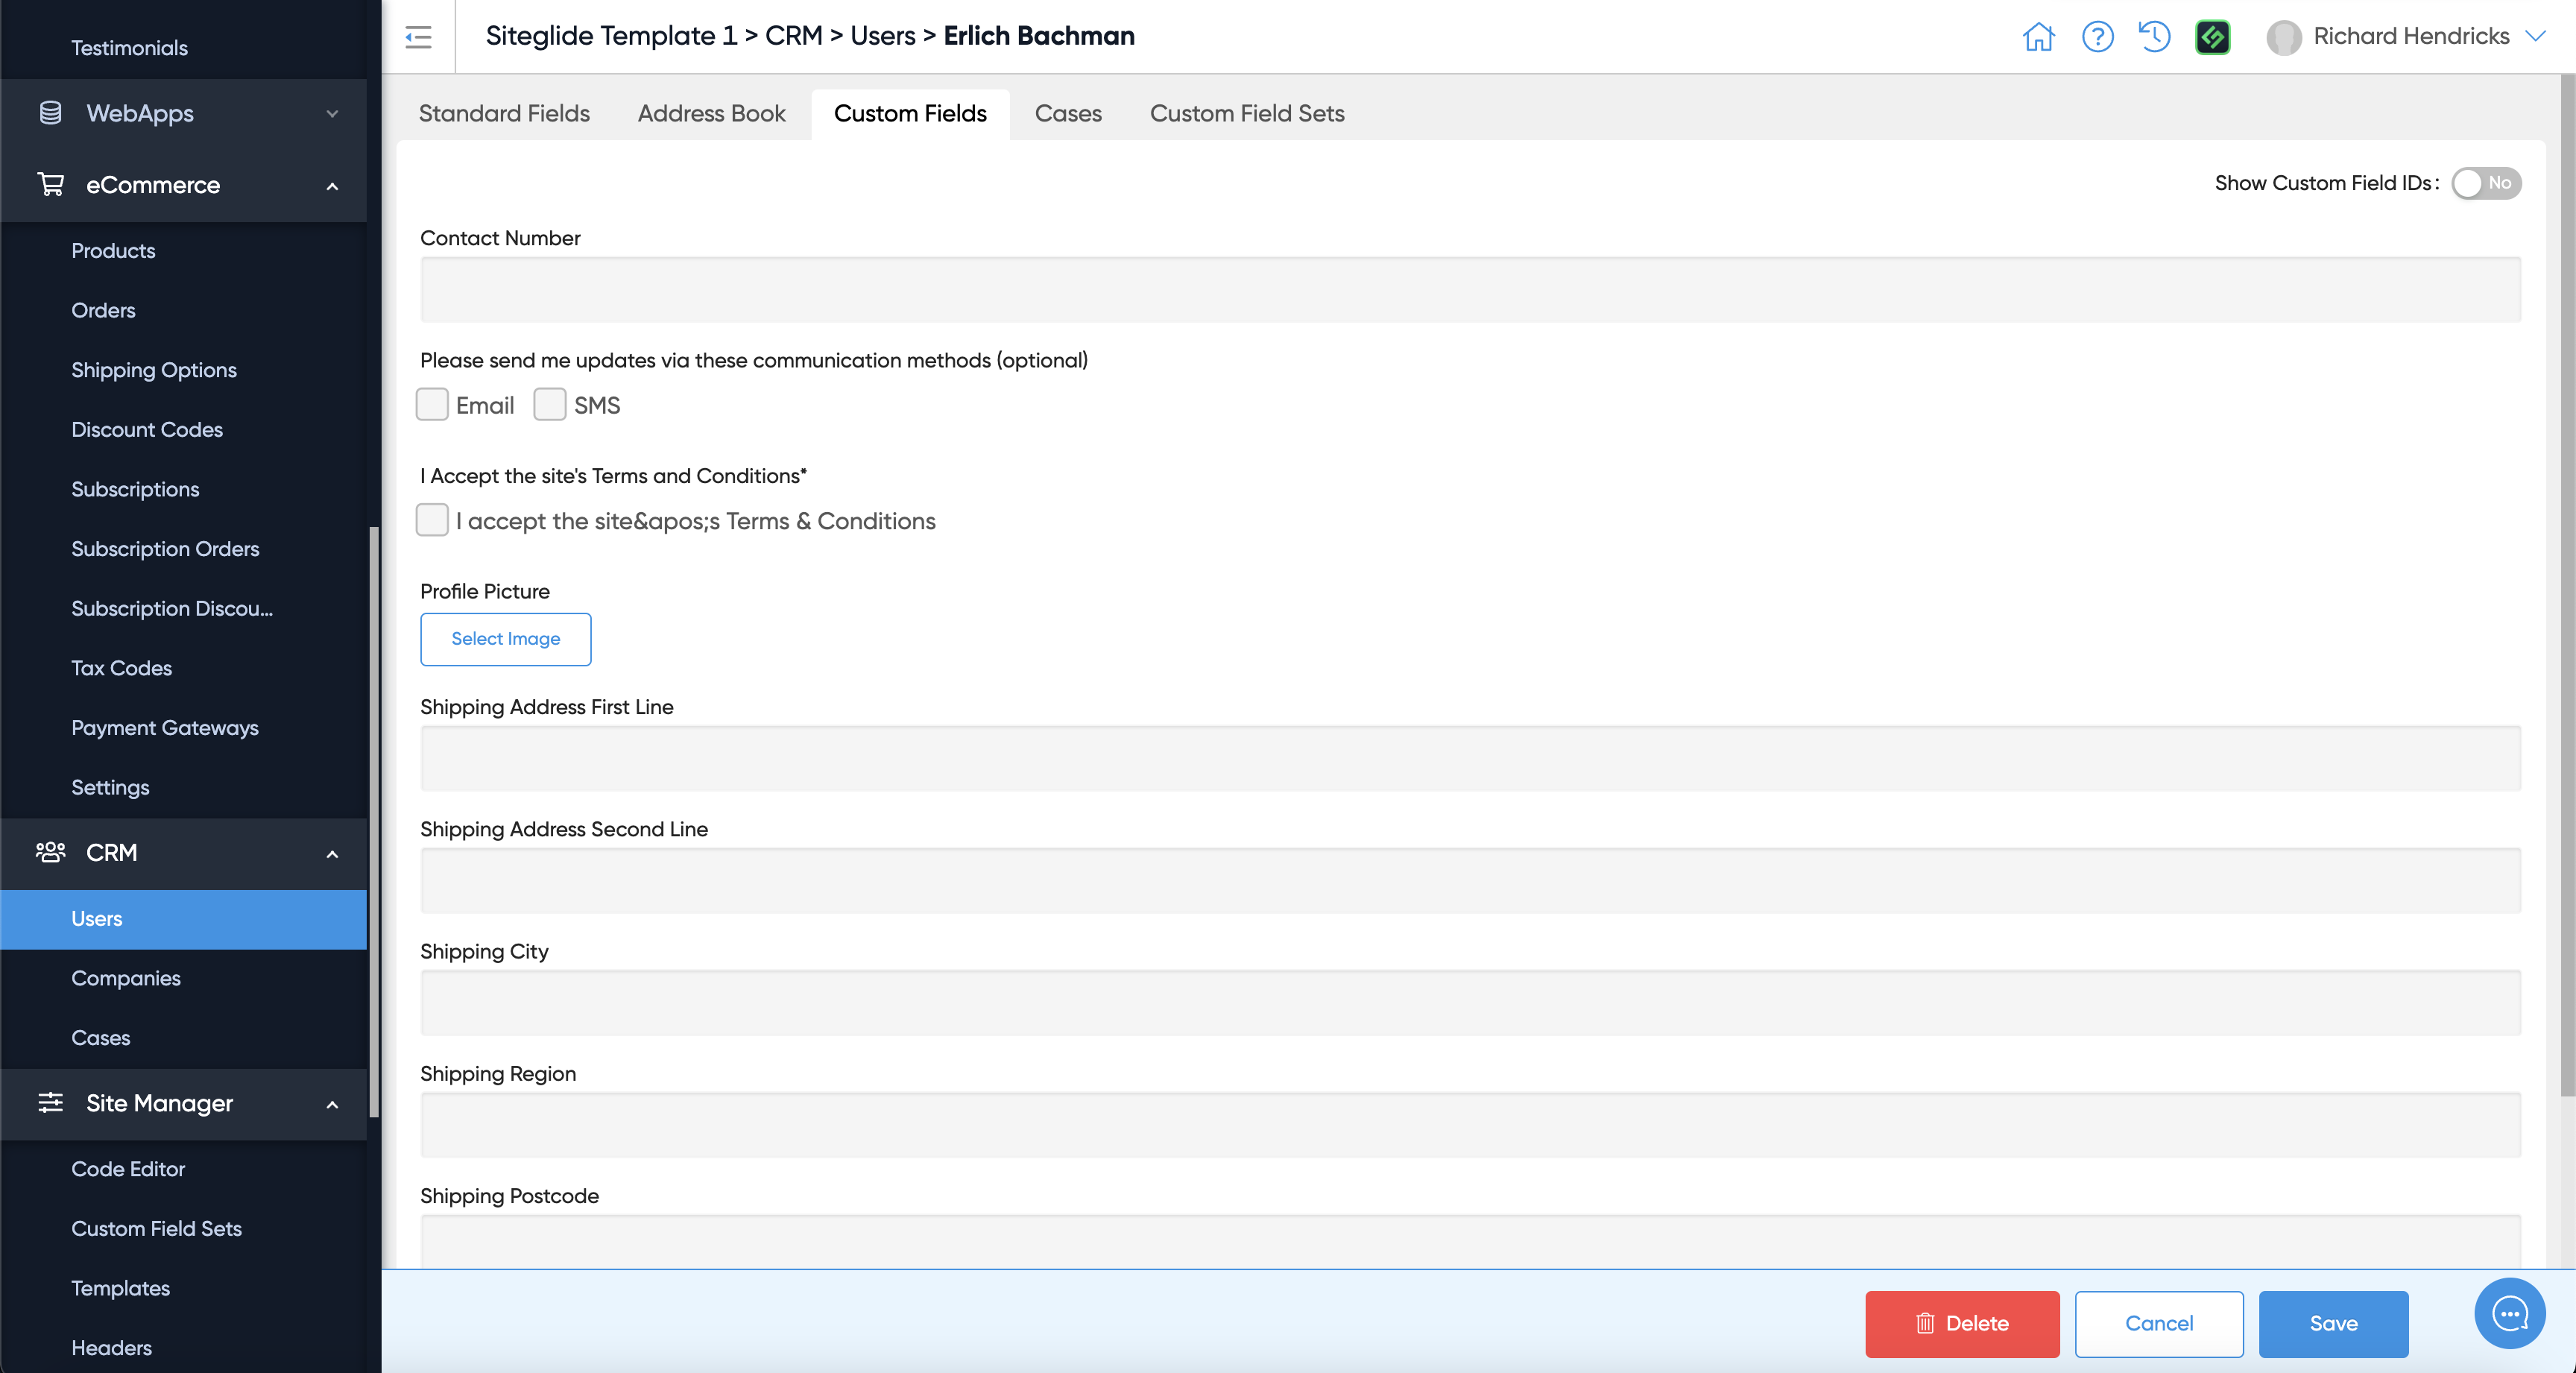 Testimonials
WebApps
eCommerce
Products
Orders
Shipping Options
Discount Codes
Subscriptions
Subscription Orders
Subscription Discou...
Tax Codes
Payment Gateways
Settings
CRM
Users
Companies
Cases
Site Manager
Code Editor
Custom Field Sets
Templates
Headers
Siteglide Template 1 > CRM > Users > Erlich Bachman
Richard Hendricks
Standard Fields Address Book Custom Fields Cases Custom Field Sets
Show Custom Field IDs: No
Contact Number
Please send me updates via these communication methods (optional)
Email SMS
I Accept the site's Terms and Conditions*
I accept the site&apos;s Terms & Conditions
Profile Picture
Select Image
Shipping Address First Line
Shipping Address Second Line
Shipping City
Shipping Region
Shipping Postcode
Delete Cancel Save